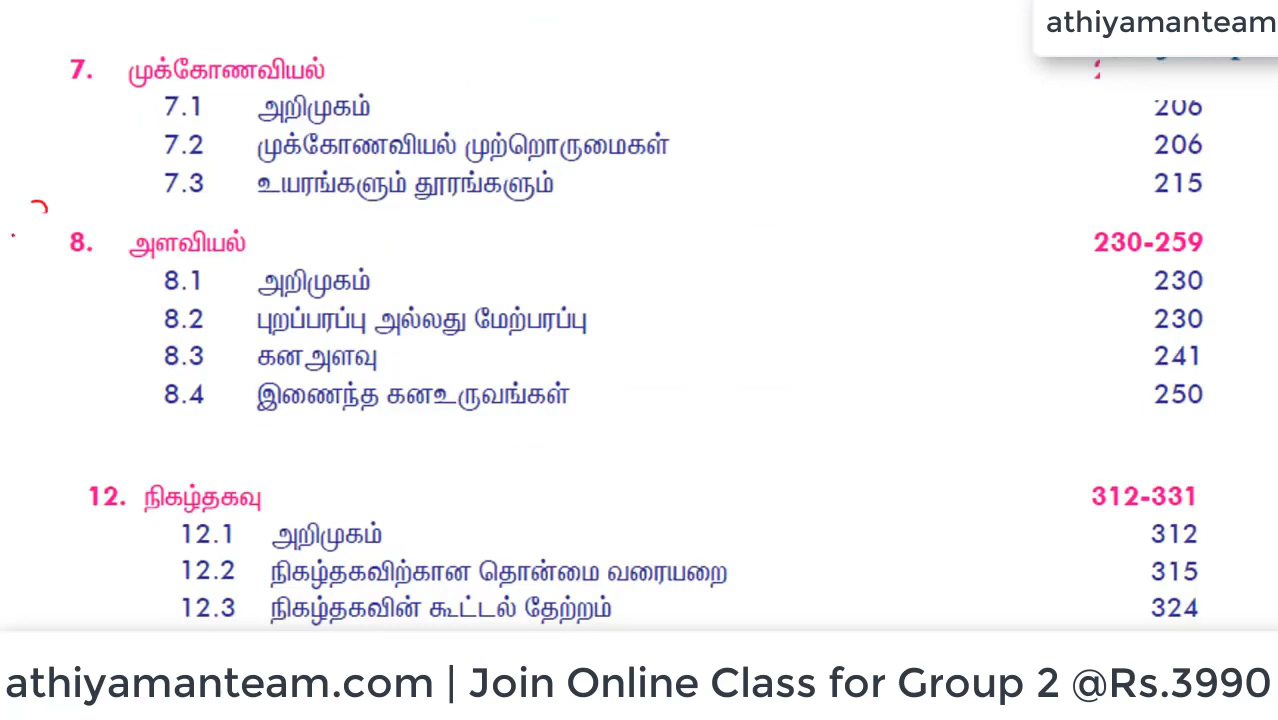 athiyamanteam
7. முக்கோணவியல்
7.1 அறிமுகம் 206
7.2 முக்கோணவியல் முற்றொருமைகள் 206
7.3 உயரங்களும் தூரங்களும் 215
8. அளவியல் 230-259
8.1 அறிமுகம் 230
8.2 புறப்பரப்பு அல்லது மேற்பரப்பு 230
8.3 கனஅளவு 241
8.4 இணைந்த கனஉருவங்கள் 250
12. நிகழ்தகவு 312-331
12.1 அறிமுகம் 312
12.2 நிகழ்தகவிற்கான தொன்மை வரையறை 315
12.3 நிகழ்தகவின் கூட்டல் தேற்றம் 324
athiyamanteam.com | Join Online Class for Group 2 @Rs.3990